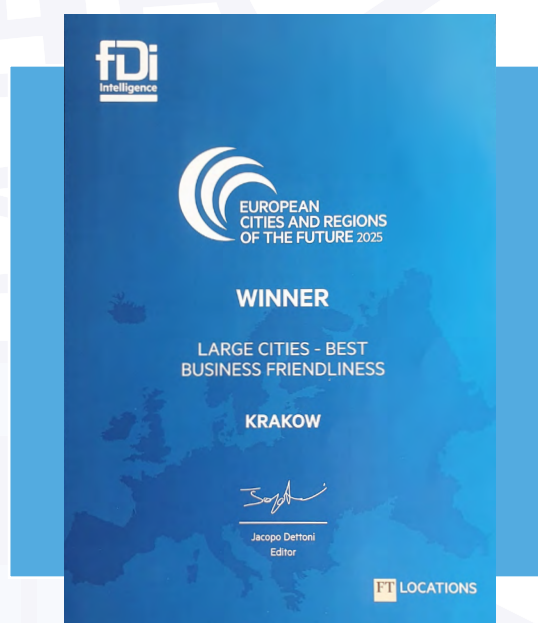 fDi
Intelligence
EUROPEAN
CITIES AND REGIONS
OF THE FUTURE 2025
WINNER
LARGE CITIES - BEST
BUSINESS FRIENDLINESS
KRAKOW
Jacopo Dettoni
Editor
FT LOCATIONS